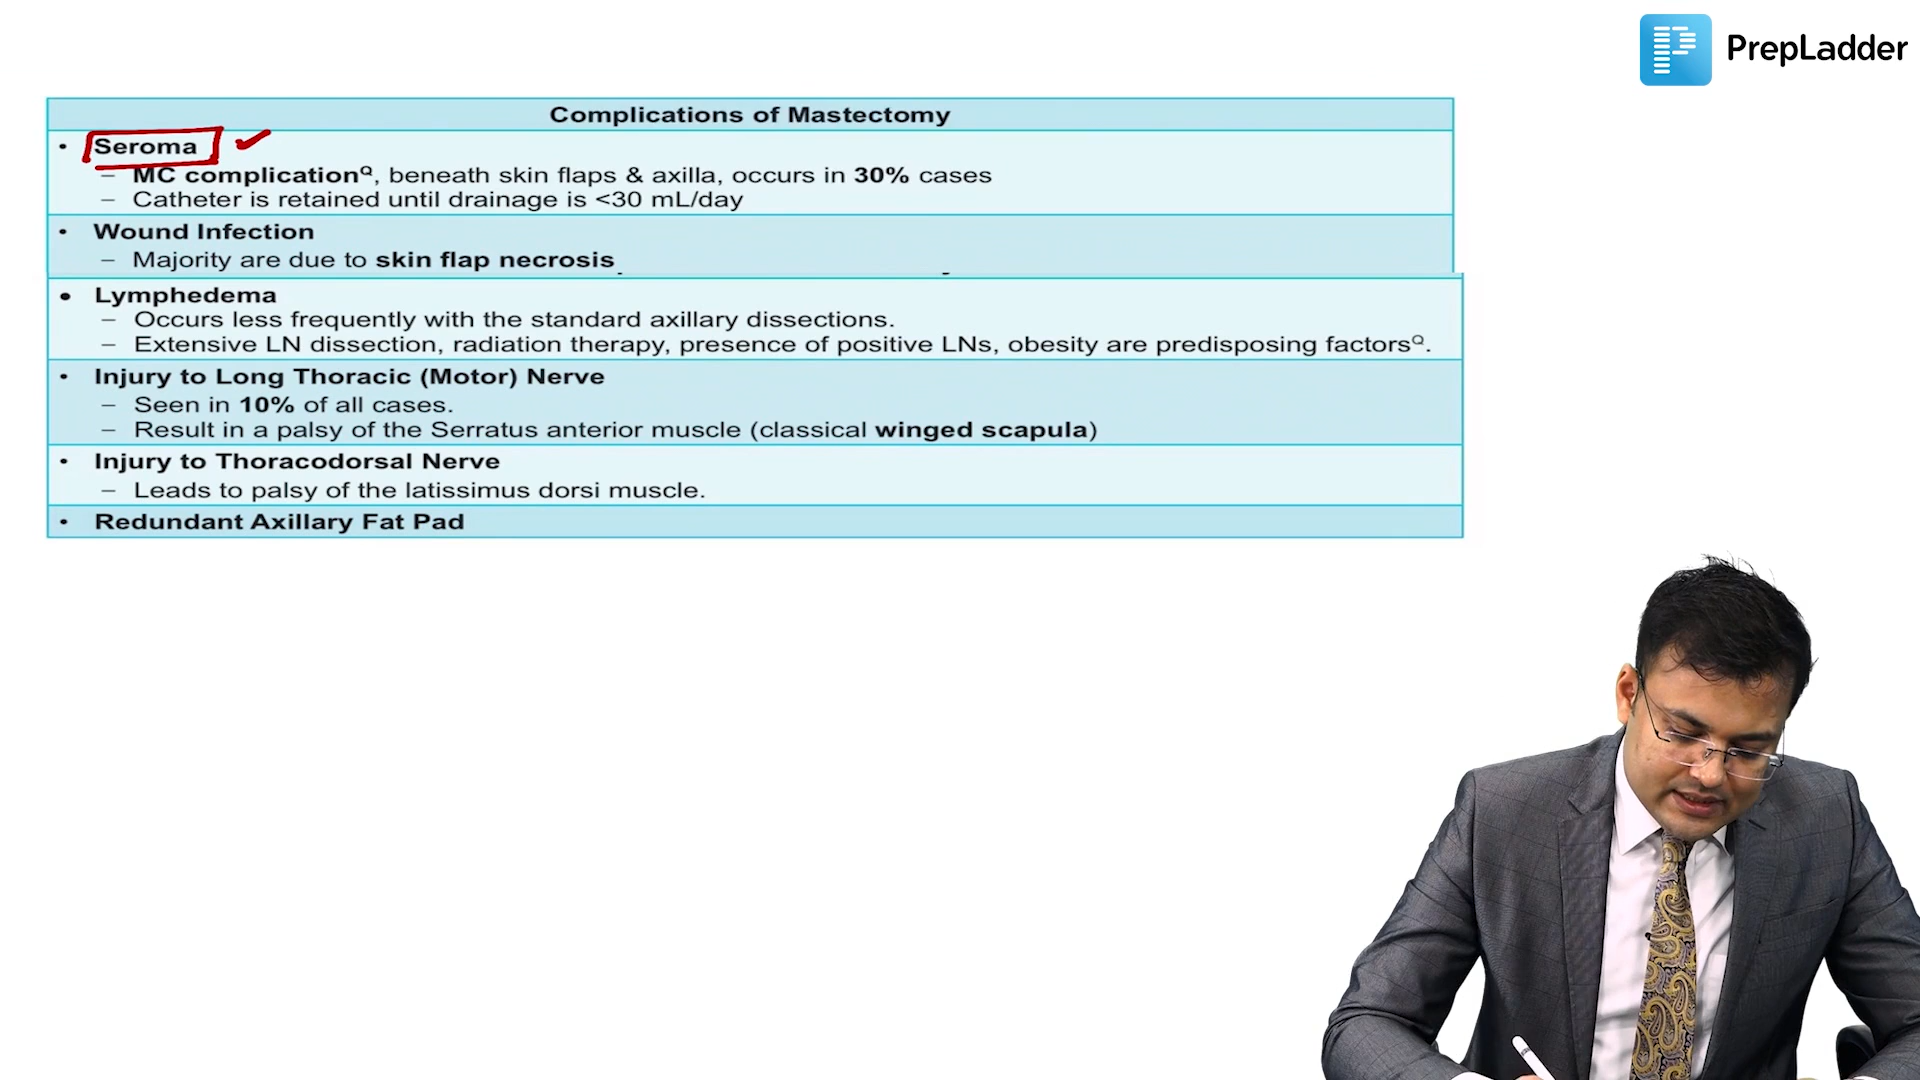 PrepLadder
Complications of Mastectomy
• Seroma
– MC complicationQ, beneath skin flaps & axilla, occurs in 30% cases
– Catheter is retained until drainage is <30 mL/day
• Wound Infection
– Majority are due to skin flap necrosis
• Lymphedema
– Occurs less frequently with the standard axillary dissections.
– Extensive LN dissection, radiation therapy, presence of positive LNs, obesity are predisposing factorsQ.
• Injury to Long Thoracic (Motor) Nerve
– Seen in 10% of all cases.
– Result in a palsy of the Serratus anterior muscle (classical winged scapula)
• Injury to Thoracodorsal Nerve
– Leads to palsy of the latissimus dorsi muscle.
• Redundant Axillary Fat Pad